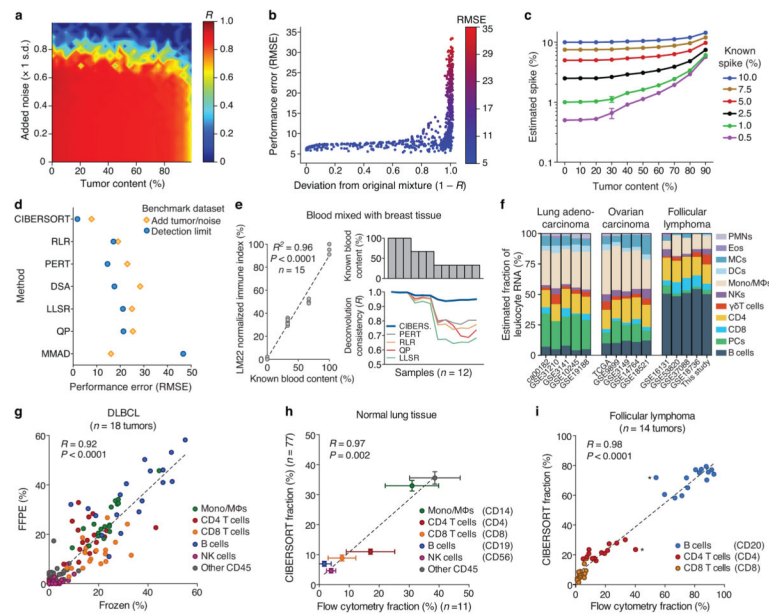 a
R
1.0
0.8
0.6
0.4
0.2
0
Added noise (× 1 s.d.)
0.8
0.6
0.4
0.2
0
0 20 40 60 80
Tumor content (%)
b
RMSE
35
29
23
17
11
5
Performance error (RMSE)
35
30
25
20
15
10
5
0 0.2 0.4 0.6 0.8 1.0
Deviation from original mixture (1 – R)
c
Estimated spike (%)
10
1
0.1
0 10 20 30 40 50 60 70 80 90
Tumor content (%)
Known
spike (%)
10.0
7.5
5.0
2.5
1.0
0.5
d
Benchmark dataset
Add tumor/noise
Detection limit
Method
CIBERSORT
RLR
PERT
DSA
LLSR
QP
MMAD
0 10 20 30 40 50
Performance error (RMSE)
e
Blood mixed with breast tissue
LM22 normalized immune index (%)
100
80
60
40
20
0
R² = 0.96
P < 0.0001
n = 15
0 50 100
Known blood content (%)
Known blood
content (%)
100
50
0
Deconvolution
consistency (R)
1.0
0.9
0.8
0.7
0.6
0.5
CIBERS.
PERT
RLR
QP
LLSR
Samples (n = 12)
f
Lung adeno-
carcinoma
Ovarian
carcinoma
Follicular
lymphoma
Estimated fraction of
leukocyte RNA (%)
100
75
50
25
0
PMNs
Eos
MCs
DCs
Mono/MΦs
NKs
γδT cells
CD4
CD8
PCs
B cells
GSE3141
GSE10245
GSE19188
TCGA
GSE9891
GSE3149
GSE14764
GSE18521
GSE16131
GSE53820
GSE37088
GSE18736
This study
g
DLBCL
(n = 18 tumors)
R = 0.92
P < 0.0001
FFPE (%)
60
40
20
0
0 20 40 60
Frozen (%)
Mono/MΦs
CD4 T cells
CD8 T cells
B cells
NK cells
Other CD45
h
Normal lung tissue
R = 0.97
P = 0.002
CIBERSORT fraction (%) (n = 77)
50
40
30
20
10
0
0 10 20 30 40 50
Flow cytometry fraction (%) (n=11)
Mono/MΦs (CD14)
CD4 T cells (CD4)
CD8 T cells (CD8)
B cells (CD19)
NK cells (CD56)
Other CD45
i
Follicular lymphoma
(n = 14 tumors)
R = 0.98
P < 0.0001
CIBERSORT fraction (%)
100
80
60
40
20
0
0 20 40 60 80 100
Flow cytometry fraction (%)
B cells (CD20)
CD4 T cells (CD4)
CD8 T cells (CD8)